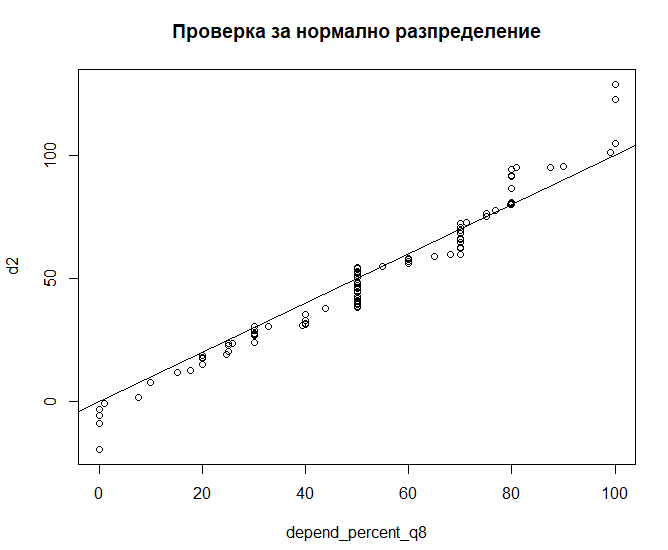 Проверка за нормално разпределение
100
50
0
d2
0 20 40 60 80 100
depend_percent_q8